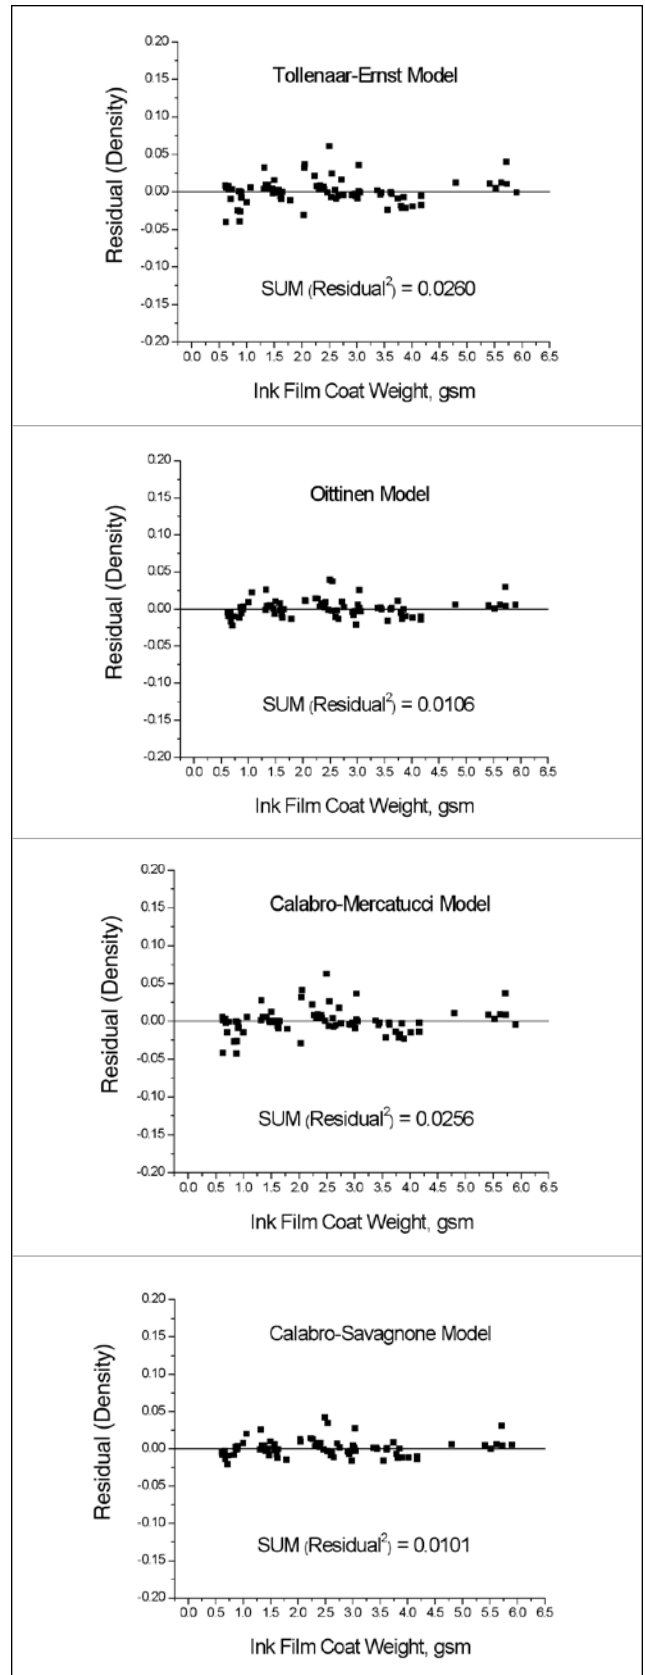 Tollenaar-Ernst Model
Residual (Density)
0.20
0.15
0.10
0.05
0.00
-0.05
-0.10
-0.15
-0.20
SUM (Residual²) = 0.0260
0.0 0.5 1.0 1.5 2.0 2.5 3.0 3.5 4.0 4.5 5.0 5.5 6.0 6.5
Ink Film Coat Weight, gsm
Oittinen Model
Residual (Density)
0.20
0.15
0.10
0.05
0.00
-0.05
-0.10
-0.15
-0.20
SUM (Residual²) = 0.0106
0.0 0.5 1.0 1.5 2.0 2.5 3.0 3.5 4.0 4.5 5.0 5.5 6.0 6.5
Ink Film Coat Weight, gsm
Calabro-Mercatucci Model
Residual (Density)
0.20
0.15
0.10
0.05
0.00
-0.05
-0.10
-0.15
-0.20
SUM (Residual²) = 0.0256
0.0 0.5 1.0 1.5 2.0 2.5 3.0 3.5 4.0 4.5 5.0 5.5 6.0 6.5
Ink Film Coat Weight, gsm
Calabro-Savagnone Model
Residual (Density)
0.20
0.15
0.10
0.05
0.00
-0.05
-0.10
-0.15
-0.20
SUM (Residual²) = 0.0101
0.0 0.5 1.0 1.5 2.0 2.5 3.0 3.5 4.0 4.5 5.0 5.5 6.0 6.5
Ink Film Coat Weight, gsm